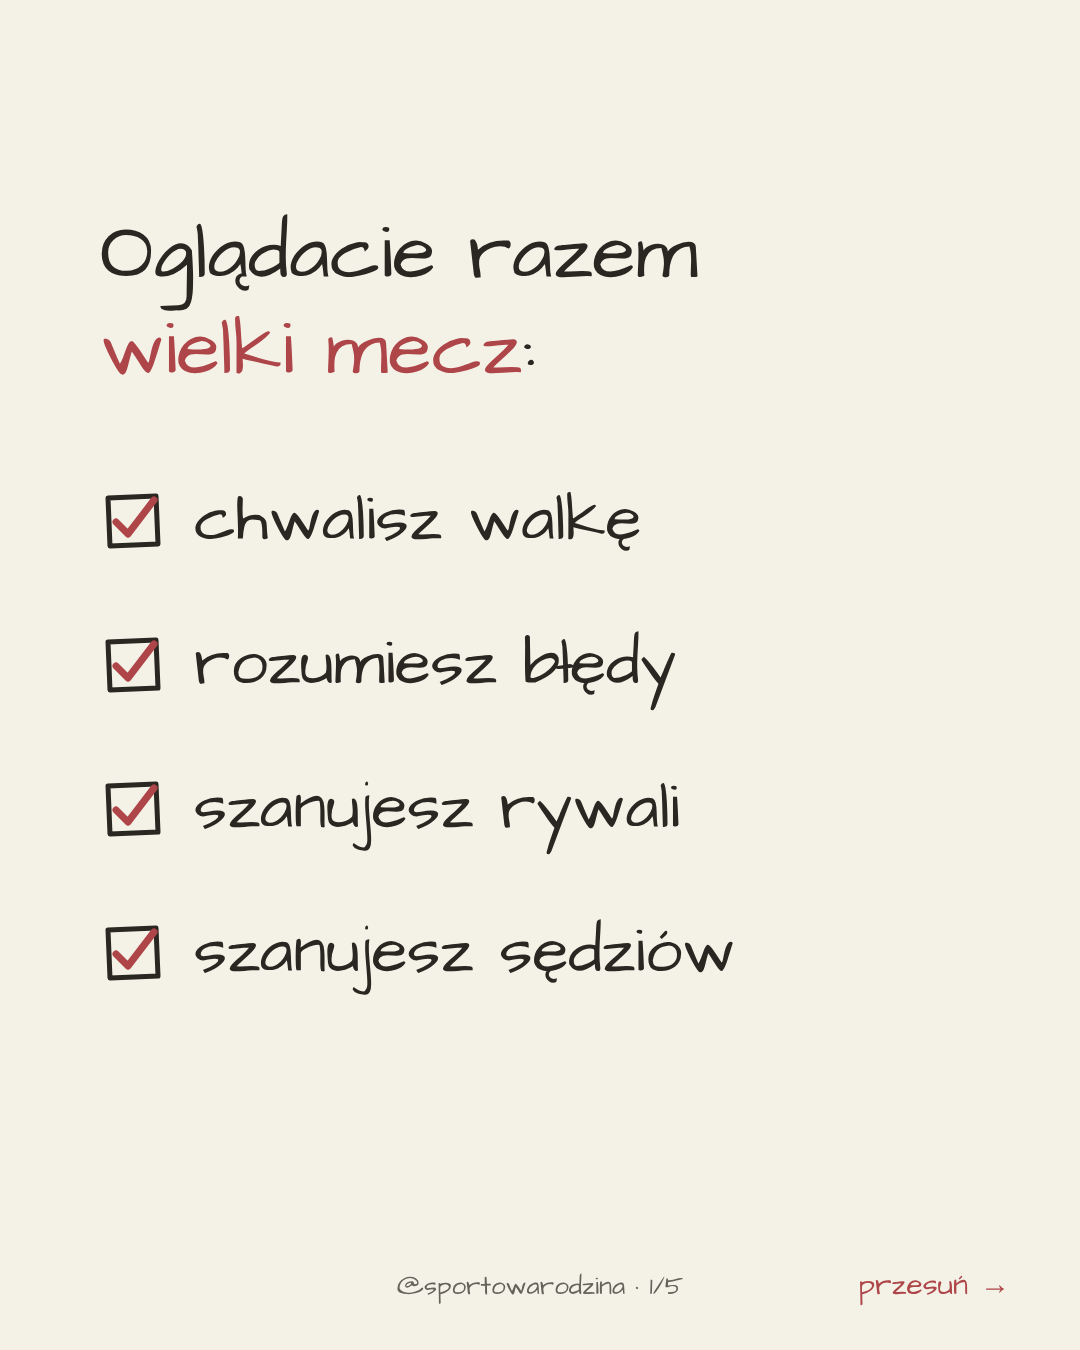 Oglądacie razem
wielki mecz:
chwalisz walkę
rozumiesz błędy
szanujesz rywali
szanujesz sędziów
@sportowarodzina · 1/5
przesuń →